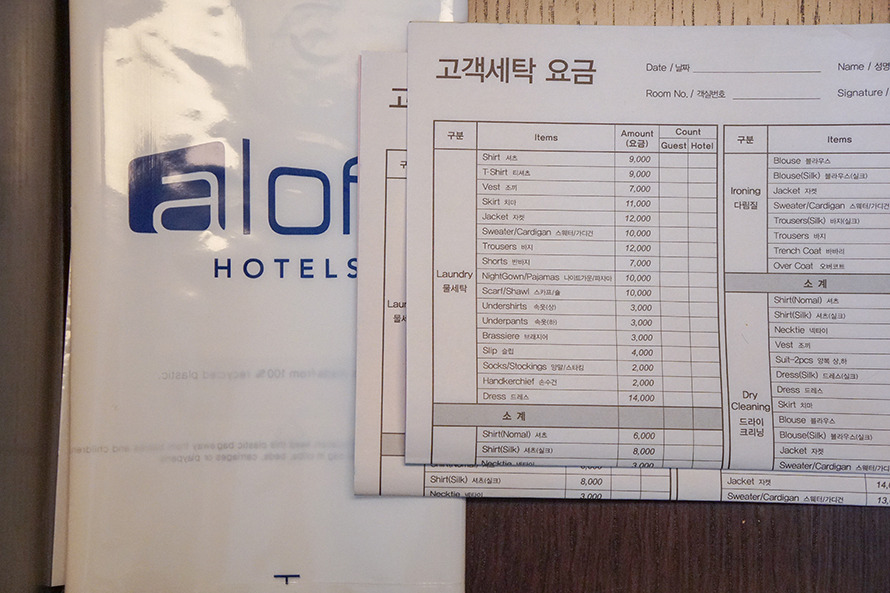 aloft
HOTELS
고객세탁 요금
Date / 날짜
Name / 성명
Room No. / 객실번호
Signature /
구분 Items Amount (요금) Count
Guest Hotel
Laundry 물세탁
Shirt 셔츠 9,000
T-Shirt 티셔츠 9,000
Vest 조끼 7,000
Skirt 치마 11,000
Jacket 자켓 12,000
Sweater/Cardigan 스웨터/가디건 10,000
Trousers 바지 12,000
Shorts 반바지 7,000
NightGown/Pajamas 나이트가운/파자마 10,000
Scarf/Shawl 스카프/숄 10,000
Undershirts 속옷(상) 3,000
Underpants 속옷(하) 3,000
Brassiere 브래지어 3,000
Slip 슬립 4,000
Socks/Stockings 양말/스타킹 2,000
Handkerchief 손수건 2,000
Dress 드레스 14,000
소 계
Shirt(Nomal) 셔츠 6,000
Shirt(Silk) 셔츠(실크) 8,000
Necktie 넥타이 3,000
구분 Items
Ironing 다림질
Blouse 블라우스
Blouse(Silk) 블라우스(실크)
Jacket 자켓
Sweater/Cardigan 스웨터/가디건
Trousers(Silk) 바지(실크)
Trousers 바지
Trench Coat 바바리
Over Coat 오버코트
소 계
Dry Cleaning 드라이 크리닝
Shirt(Nomal) 셔츠
Shirt(Silk) 셔츠(실크)
Necktie 넥타이
Vest 조끼
Suit-2pcs 양복 상,하
Dress(Silk) 드레스(실크)
Dress 드레스
Skirt 치마
Blouse 블라우스
Blouse(Silk) 블라우스(실크)
Jacket 자켓
Sweater/Cardigan 스웨터/가디건
Shirt(Silk) 셔츠(실크) 8,000
Necktie 넥타이 3,000
Jacket 자켓
Sweater/Cardigan 스웨터/가디건